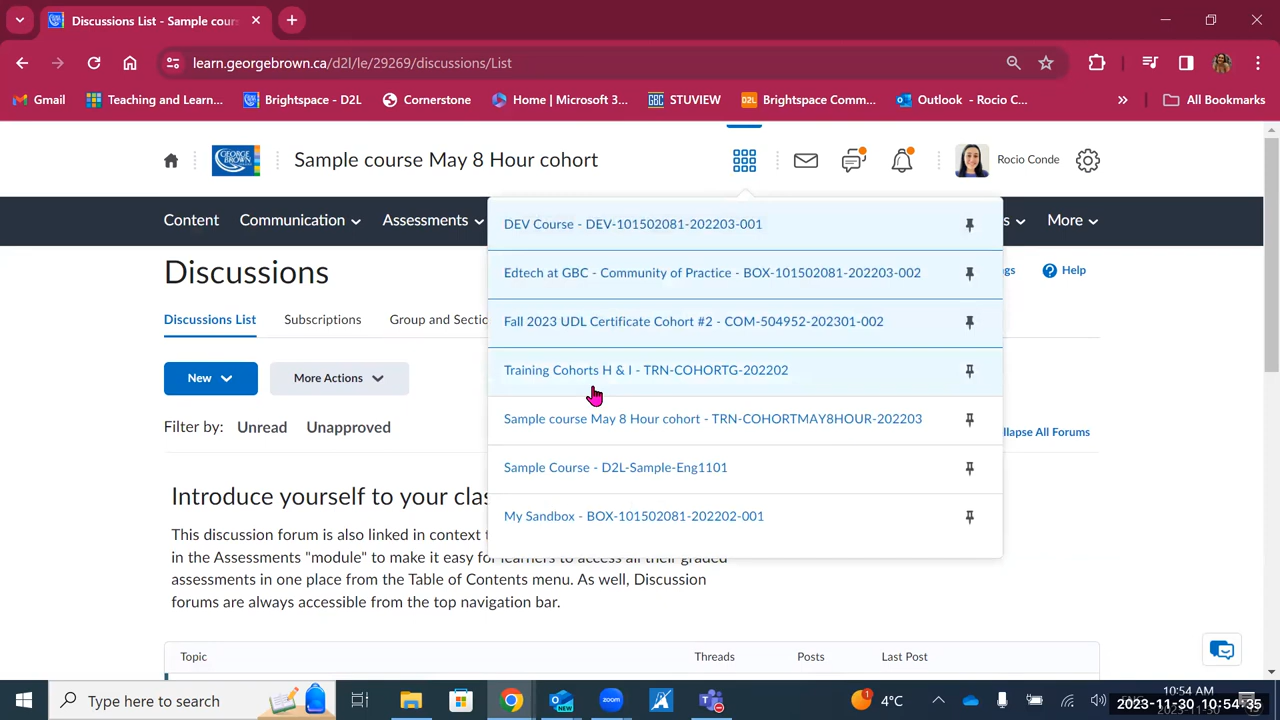 Discussions List - Sample cour
learn.georgebrown.ca/d2l/le/29269/discussions/List
Gmail
Teaching and Learn...
Brightspace - D2L
Cornerstone
Home | Microsoft 3...
GBC STUVIEW
D2L Brightspace Comm...
Outlook - Rocio C...
All Bookmarks
GEORGE BROWN
Sample course May 8 Hour cohort
Rocio Conde
Content
Communication
Assessments
s
More
DEV Course - DEV-101502081-202203-001
Edtech at GBC - Community of Practice - BOX-101502081-202203-002
Fall 2023 UDL Certificate Cohort #2 - COM-504952-202301-002
Training Cohorts H & I - TRN-COHORTG-202202
Sample course May 8 Hour cohort - TRN-COHORTMAY8HOUR-202203
Sample Course - D2L-Sample-Eng1101
My Sandbox - BOX-101502081-202202-001
Discussions
gs
Help
Discussions List
Subscriptions
Group and Sectio
New
More Actions
Filter by:
Unread
Unapproved
ollapse All Forums
Introduce yourself to your clas
This discussion forum is also linked in context t
in the Assessments "module" to make it easy for learners to access all their graded
assessments in one place from the Table of Contents menu. As well, Discussion
forums are always accessible from the top navigation bar.
Topic
Threads
Posts
Last Post
Type here to search
1
4°C
ENG
10:54 AM
2023-11-30 10:54:35